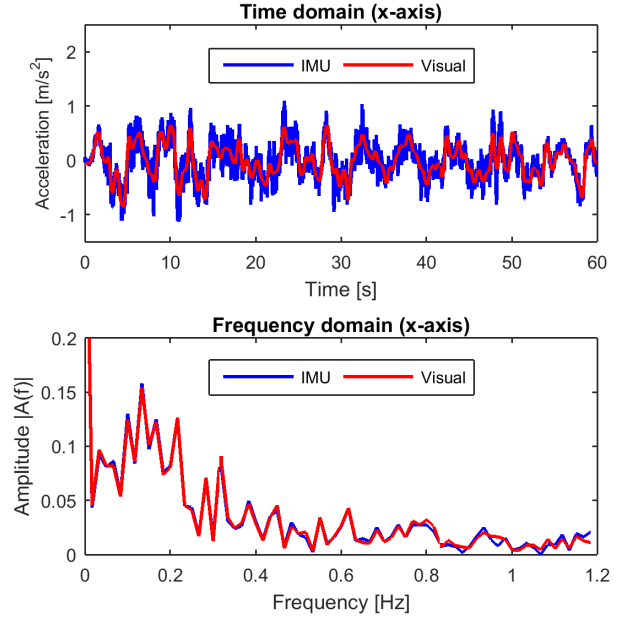 Time domain (x-axis)
IMU Visual
Acceleration [m/s²]
2
1
0
-1
0 10 20 30 40 50 60
Time [s]
Frequency domain (x-axis)
IMU Visual
Amplitude |A(f)|
0.2
0.15
0.1
0.05
0
0 0.2 0.4 0.6 0.8 1 1.2
Frequency [Hz]